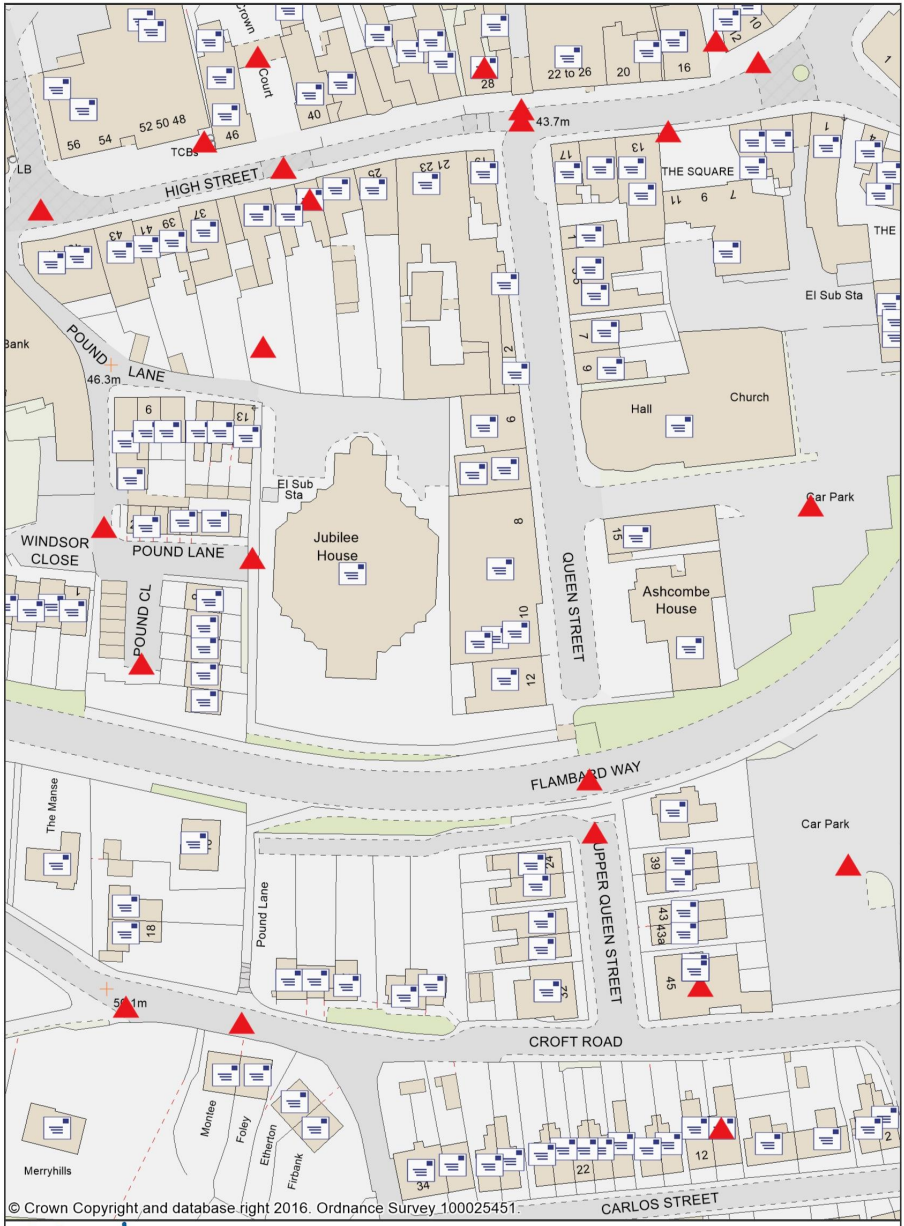 Crown
Court
10
12
1
28
22 to 26
20
16
40
56
54
52 50 48
46
43.7m
TCBs
LB
HIGH STREET
17
13
THE SQUARE
1
4
25
21 23
11
9
7
37
39
41
43
THE
1
El Sub Sta
POUND
LANE
Bank
46.3m
2
7
9
Hall
Church
9
13
6
El Sub
Sta
Car Park
8
15
WINDSOR
CLOSE
POUND LANE
Jubilee
House
QUEEN STREET
Ashcombe
House
1
POUND CL
10
12
FLAMBARD WAY
The Manse
Car Park
24
39
UPPER QUEEN STREET
Pound Lane
18
43
43a
45
32
CROFT ROAD
Montee
Foley
Etherton
Firbank
Merryhills
34
22
12
2
CARLOS STREET
© Crown Copyright and database right 2016. Ordnance Survey 100025451.